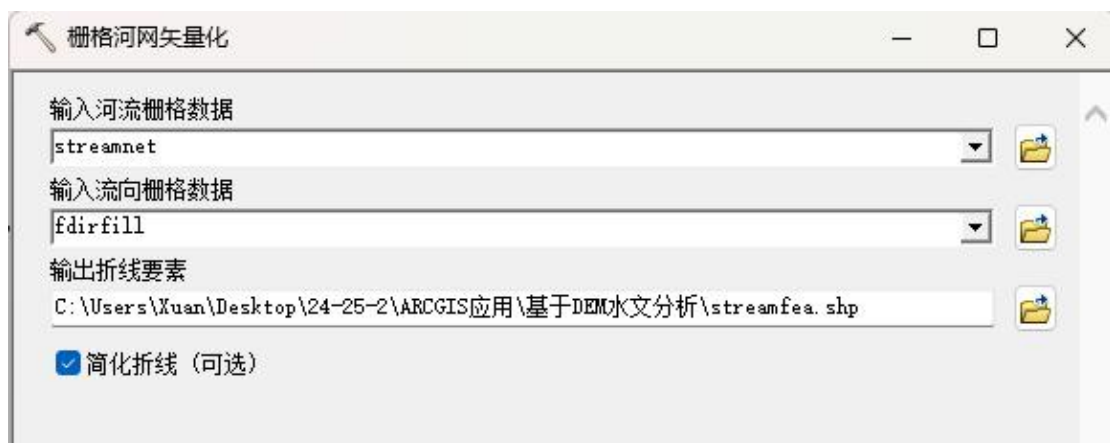 栅格河网矢量化
输入河流栅格数据
streamnet
输入流向栅格数据
fdirfill
输出折线要素
C:\Users\Xuan\Desktop\24-25-2\ARCGIS应用\基于DEM水文分析\streamfea.shp
简化折线（可选）